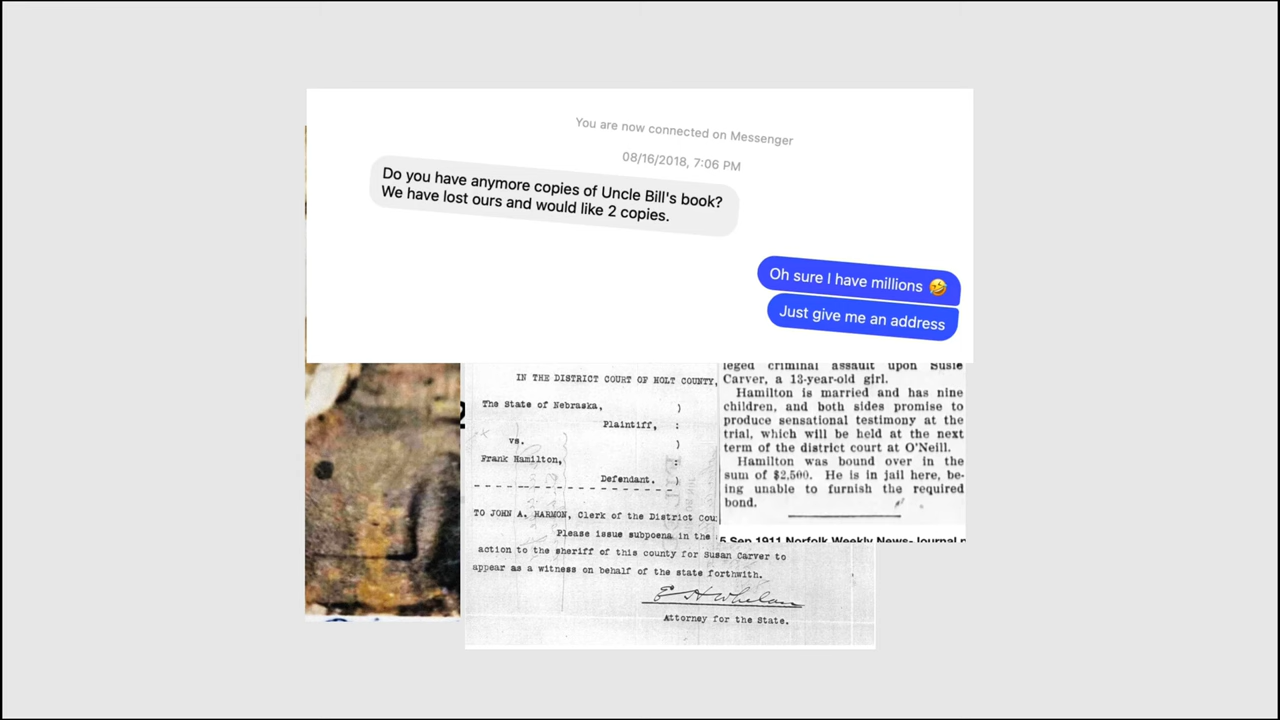 You are now connected on Messenger
08/16/2018, 7:06 PM
Do you have anymore copies of Uncle Bill's book?
We have lost ours and would like 2 copies.
Oh sure I have millions 🤣
Just give me an address
IN THE DISTRICT COURT OF HOLT COUNTY,
The State of Nebraska, )
Plaintiff, :
vs. )
Frank Hamilton, :
Defendant. )
TO JOHN A. HARMON, Clerk of the District Cou
Please issue subpoena in the
action to the sheriff of this county for Susan Carver to
appear as a witness on behalf of the state forthwith.
E H Whelan
Attorney for the State.
leged criminal assault upon Susie
Carver, a 13-year-old girl.
Hamilton is married and has nine
children, and both sides promise to
produce sensational testimony at the
trial, which will be held at the next
term of the district court at O'Neill.
Hamilton was bound over in the
sum of $2,500. He is in jail here, be-
ing unable to furnish the required
bond.
5 Sep 1911 Norfolk Weekly News-Journal